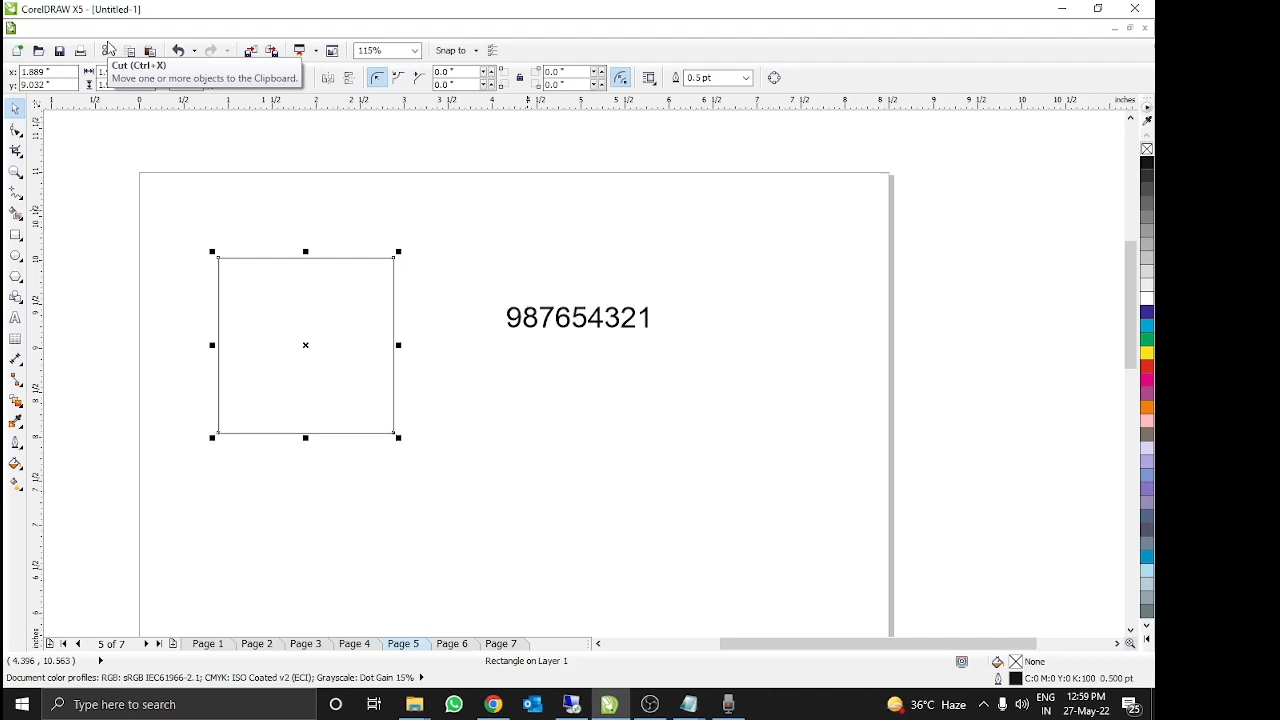 CorelDRAW X5 - [Untitled-1]
115%
Snap to
Cut (Ctrl+X)
Move one or more objects to the Clipboard.
x: 1.889 "
y: 9.032 "
0.0 "
0.0 "
0.0 "
0.0 "
0.5 pt
inches
987654321
5 of 7
Page 1
Page 2
Page 3
Page 4
Page 5
Page 6
Page 7
( 4.396 , 10.563 )
Rectangle on Layer 1
None
Document color profiles: RGB: sRGB IEC61966-2.1; CMYK: ISO Coated v2 (ECI); Grayscale: Dot Gain 15%
C:0 M:0 Y:0 K:100 0.500 pt
Type here to search
36°C Haze
ENG
IN
12:59 PM
27-May-22
25